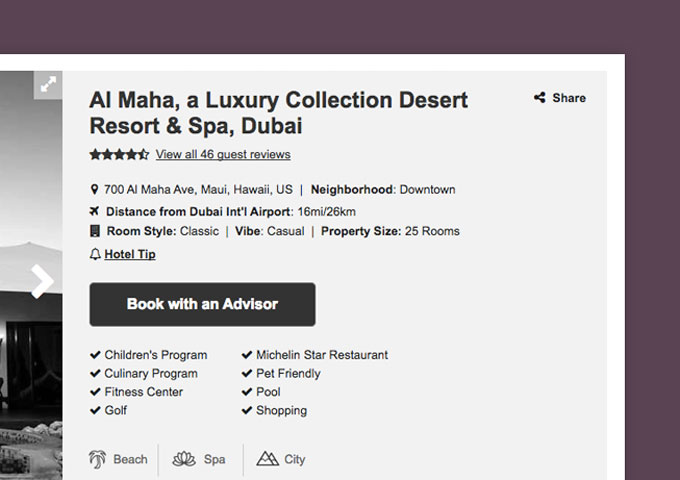 Al Maha, a Luxury Collection Desert
Resort & Spa, Dubai
Share
View all 46 guest reviews
700 Al Maha Ave, Maui, Hawaii, US | Neighborhood: Downtown
Distance from Dubai Int'l Airport: 16mi/26km
Room Style: Classic | Vibe: Casual | Property Size: 25 Rooms
Hotel Tip
Book with an Advisor
Children's Program
Culinary Program
Fitness Center
Golf
Michelin Star Restaurant
Pet Friendly
Pool
Shopping
Beach | Spa | City